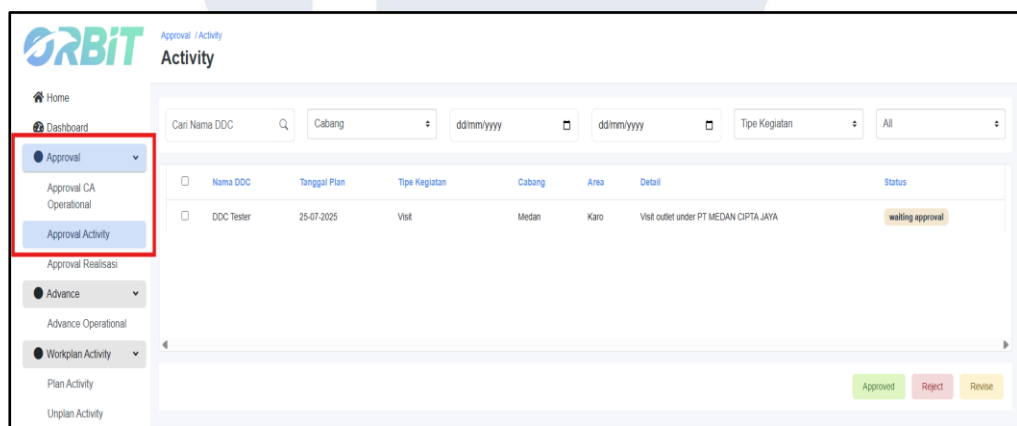 ORBiT
Approval / Activity
Activity
Home
Dashboard
Approval
Approval CA
Operational
Approval Activity
Approval Realisasi
Advance
Advance Operational
Workplan Activity
Plan Activity
Unplan Activity
Cari Nama DDC Cabang dd/mm/yyyy dd/mm/yyyy Tipe Kegiatan All
Nama DDC Tanggal Plan Tipe Kegiatan Cabang Area Detail Status
DDC Tester 25-07-2025 Visit Medan Karo Visit outlet under PT MEDAN CIPTA JAYA waiting approval
Approved Reject Revise